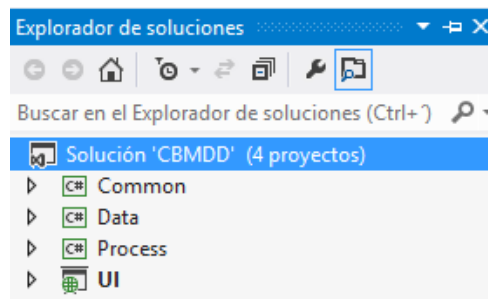 Explorador de soluciones
Buscar en el Explorador de soluciones (Ctrl+´)
Solución 'CBMDD' (4 proyectos)
C# Common
C# Data
C# Process
UI